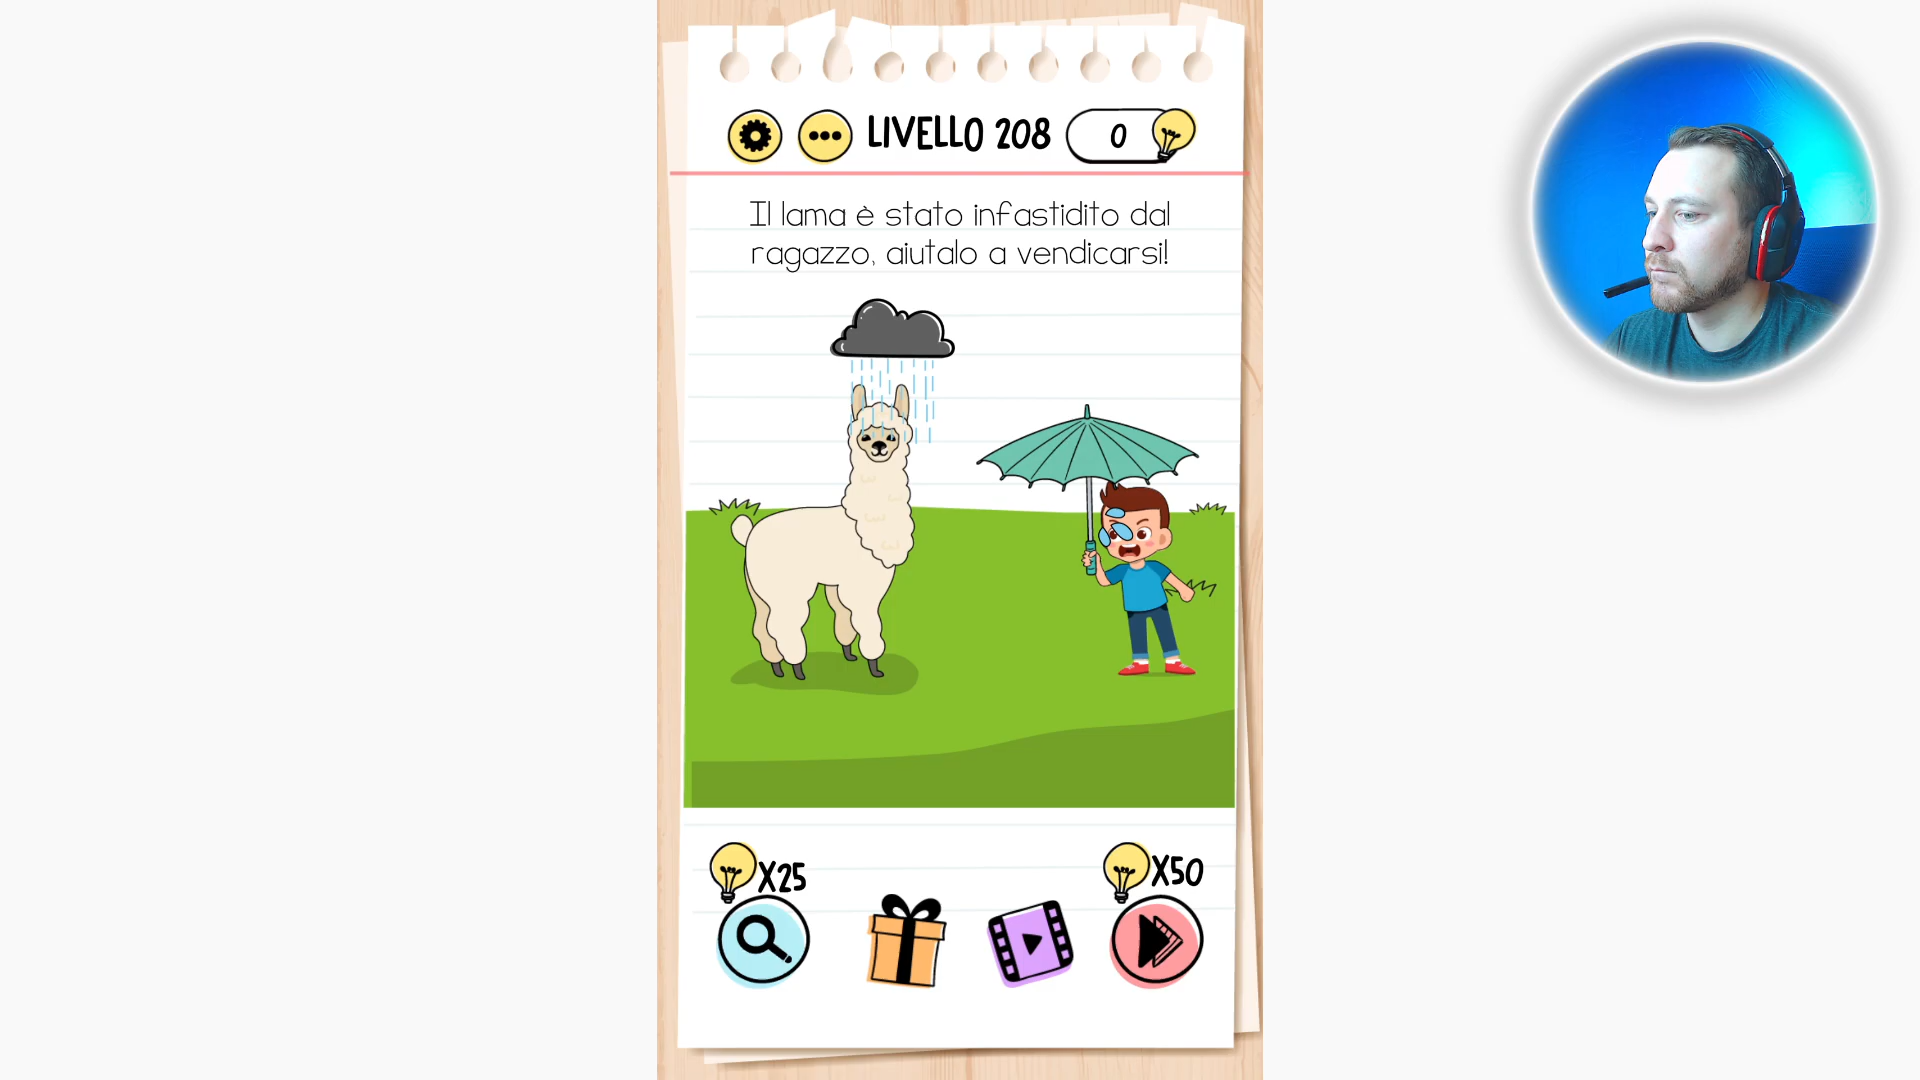 LIVELLO 208
0
Il lama è stato infastidito dal
ragazzo, aiutalo a vendicarsi!
X25
X50